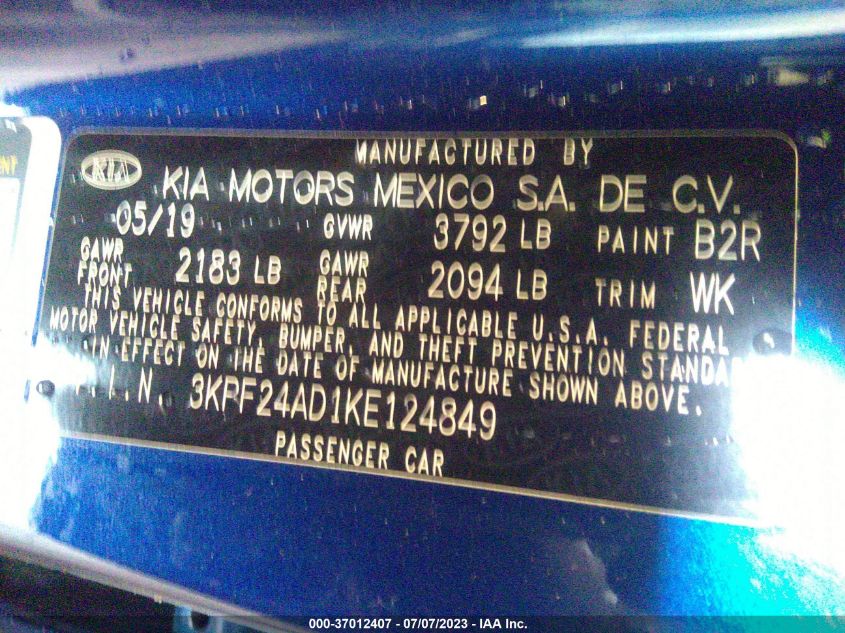 MANUFACTURED BY
KIA KIA MOTORS MEXICO S.A. DE C.V.
05/19 GVWR 3792 LB PAINT B2R
GAWR FRONT 2183 LB GAWR REAR 2094 LB TRIM WK
THIS VEHICLE CONFORMS TO ALL APPLICABLE U.S.A. FEDERAL
MOTOR VEHICLE SAFETY, BUMPER, AND THEFT PREVENTION STANDA
IN EFFECT ON THE DATE OF MANUFACTURE SHOWN ABOVE.
.I.N. 3KPF24AD1KE124849
PASSENGER CAR
000-37012407 - 07/07/2023 - IAA Inc.